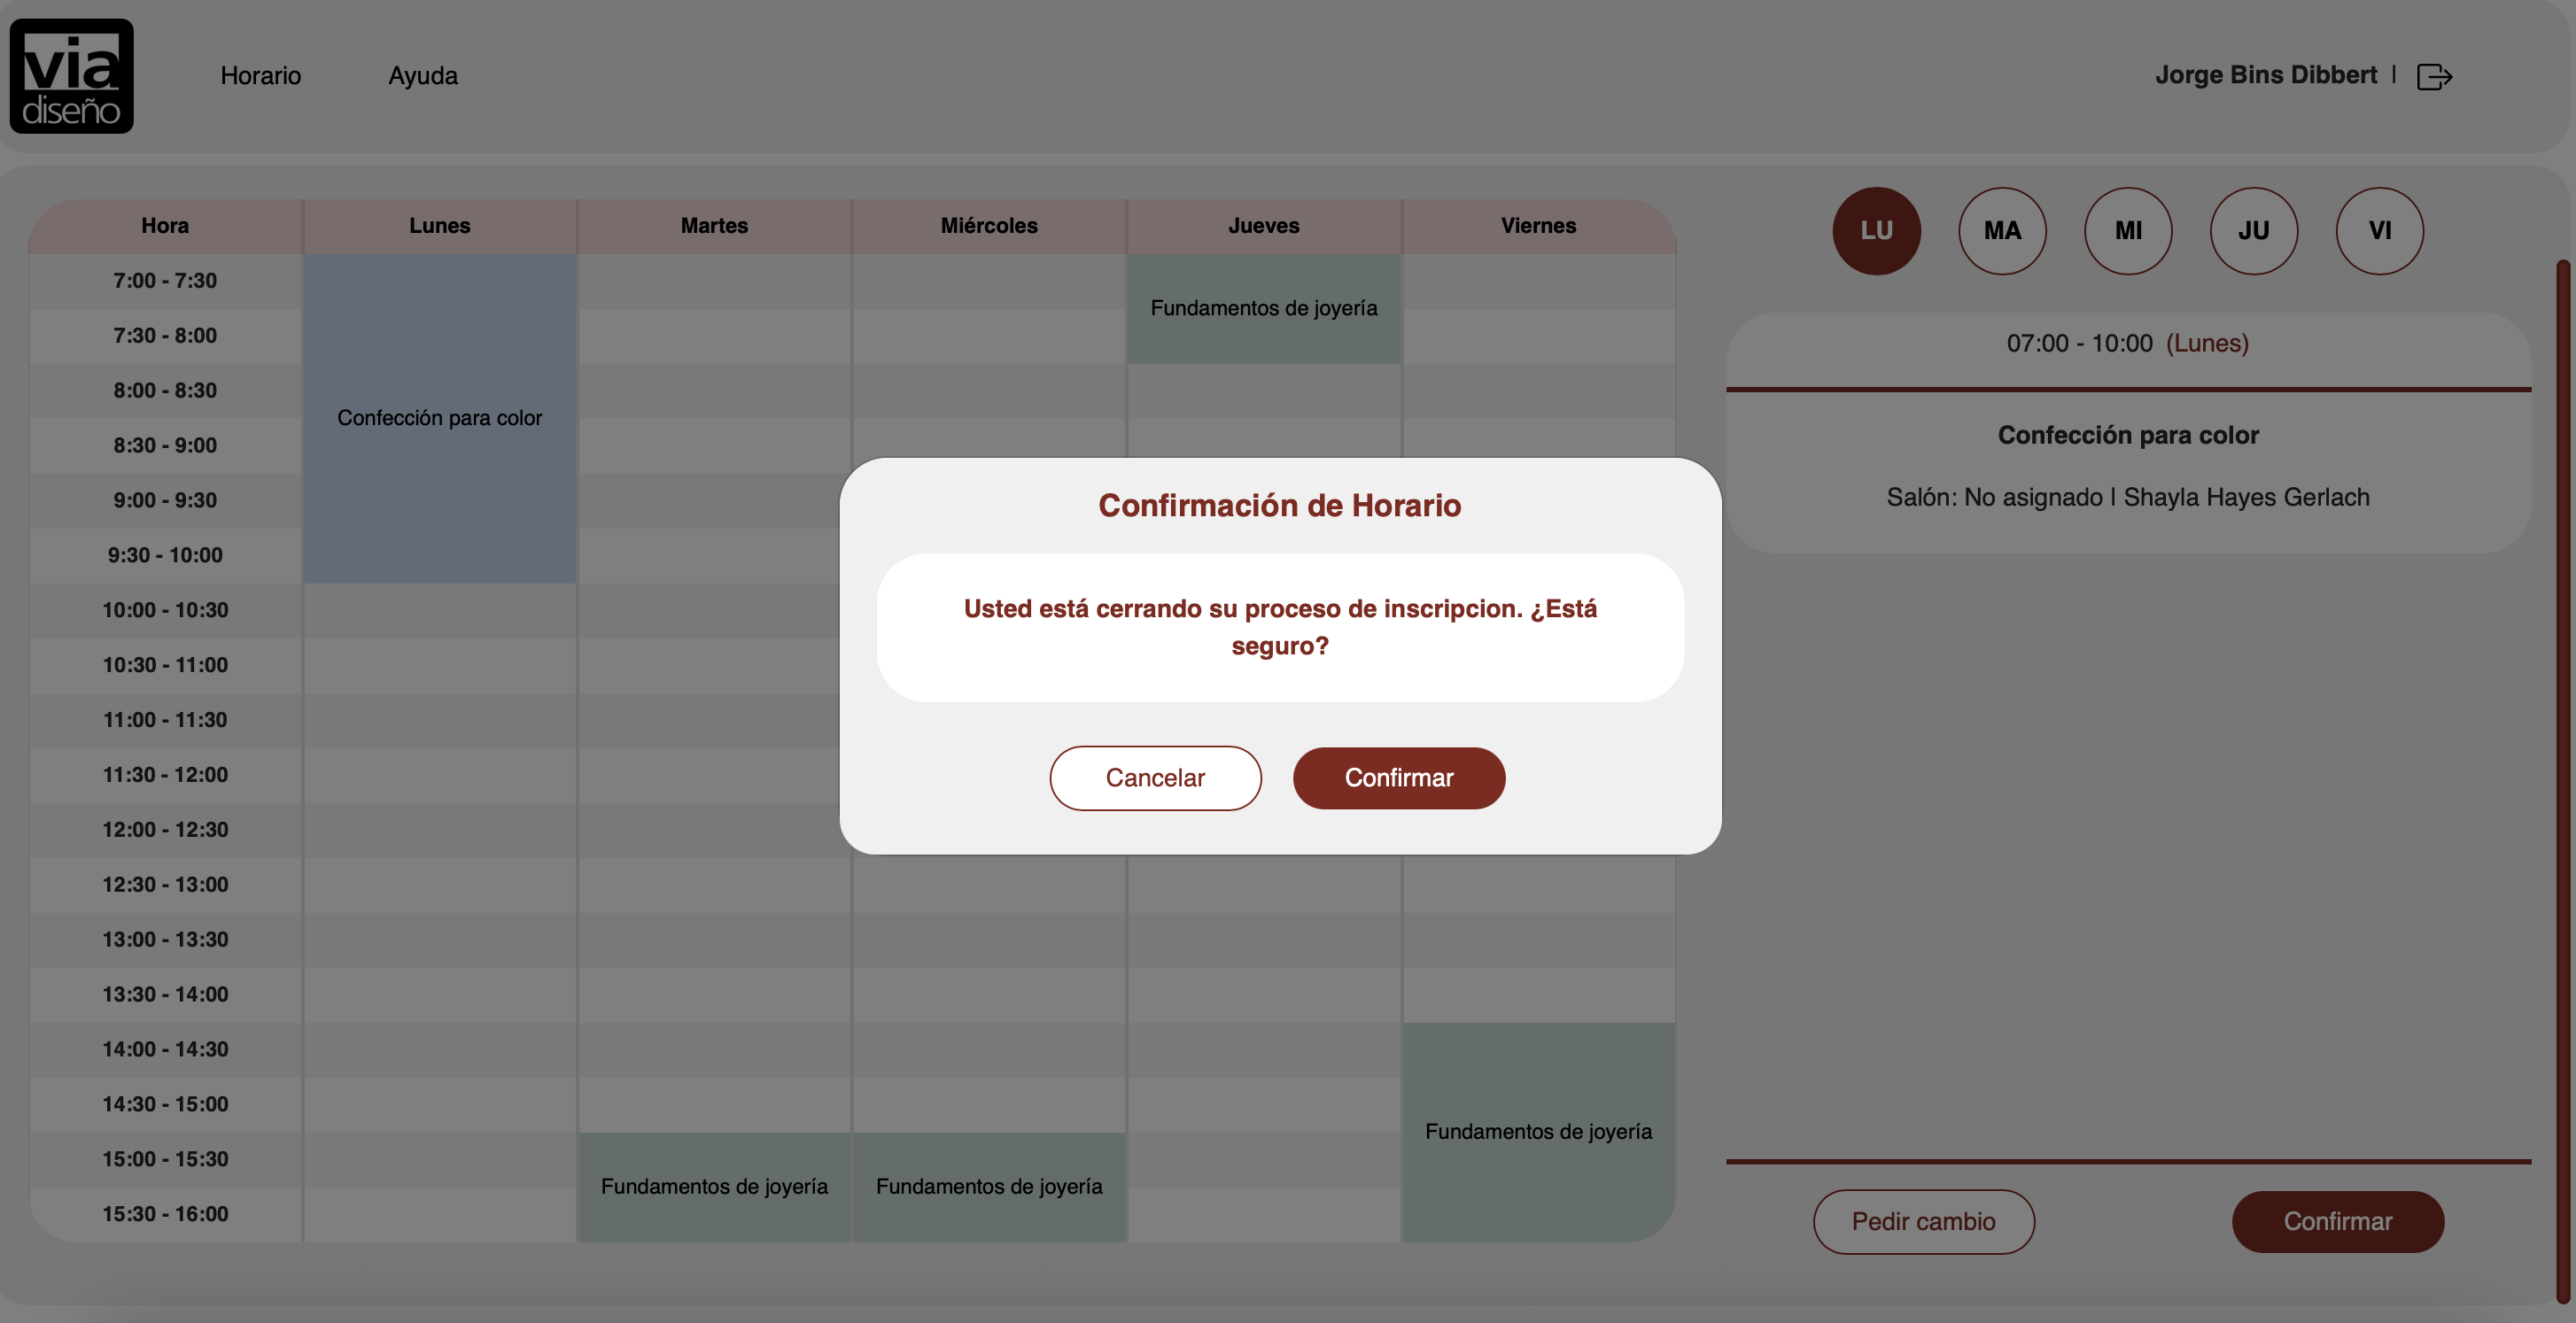 via
diseño
Horario Ayuda Jorge Bins Dibbert |
Hora Lunes Martes Miércoles Jueves Viernes
LU MA MI JU VI
7:00 - 7:30
Fundamentos de joyería
7:30 - 8:00
07:00 - 10:00 (Lunes)
8:00 - 8:30
Confección para color
8:30 - 9:00
Confección para color
9:00 - 9:30
Salón: No asignado | Shayla Hayes Gerlach
9:30 - 10:00
Confirmación de Horario
Usted está cerrando su proceso de inscripcion. ¿Está
seguro?
Cancelar Confirmar
10:00 - 10:30
10:30 - 11:00
11:00 - 11:30
11:30 - 12:00
12:00 - 12:30
12:30 - 13:00
13:00 - 13:30
13:30 - 14:00
14:00 - 14:30
14:30 - 15:00
Fundamentos de joyería
15:00 - 15:30
Fundamentos de joyería Fundamentos de joyería
15:30 - 16:00
Pedir cambio Confirmar